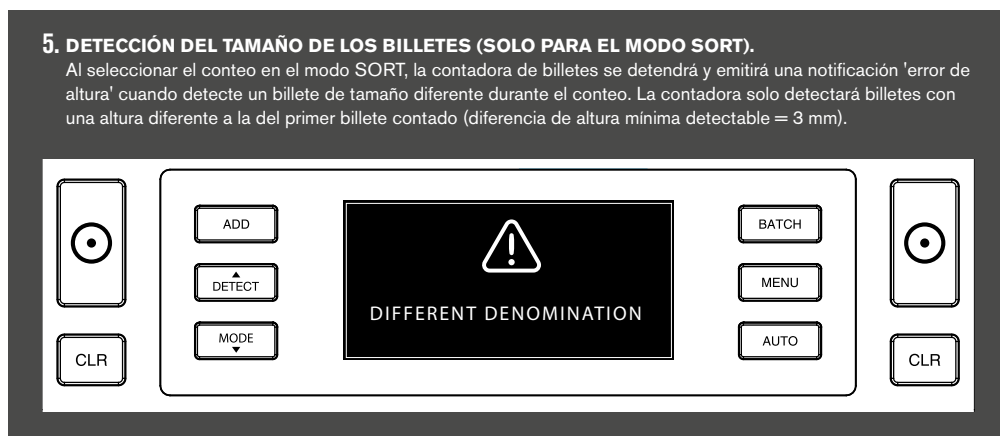 5. DETECCIÓN DEL TAMAÑO DE LOS BILLETES (SOLO PARA EL MODO SORT).
Al seleccionar el conteo en el modo SORT, la contadora de billetes se detendrá y emitirá una notificación 'error de
altura' cuando detecte un billete de tamaño diferente durante el conteo. La contadora solo detectará billetes con
una altura diferente a la del primer billete contado (diferencia de altura mínima detectable = 3 mm).
ADD
BATCH
DETECT
MENU
DIFFERENT DENOMINATION
MODE
AUTO
CLR
CLR